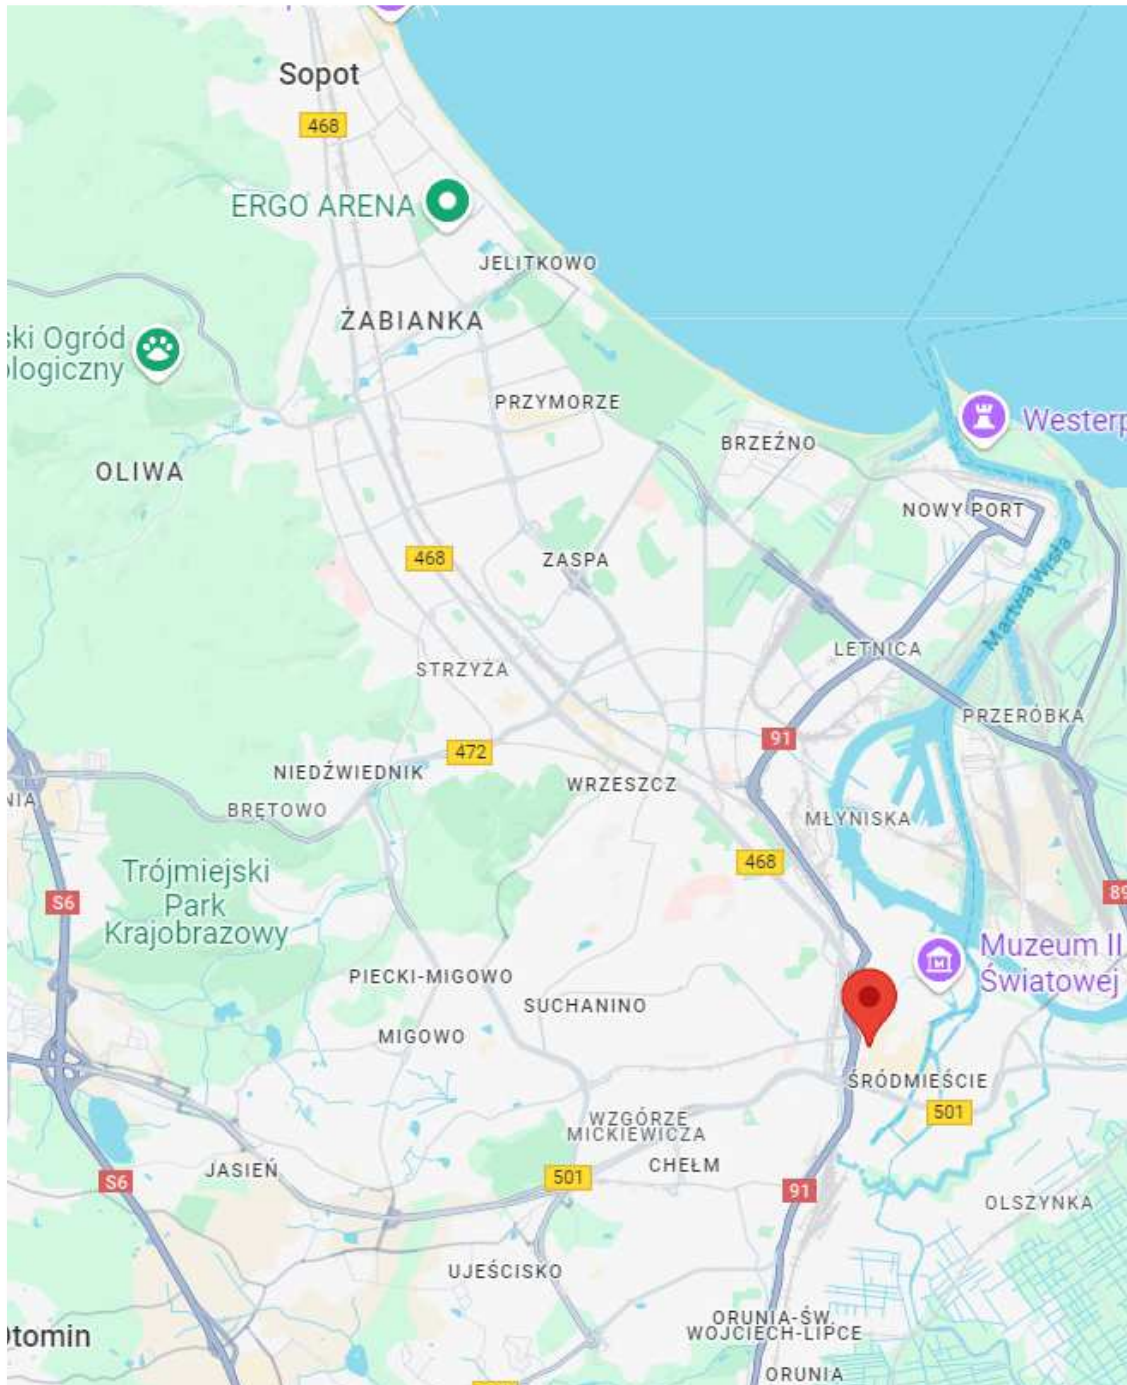 Sopot
468
ERGO ARENA
JELITKOWO
ŻABIANKA
ski Ogród
ologiczny
PRZYMORZE
Westerp
BRZEŹNO
OLIWA
NOWY PORT
468
ZASPA
Martwa Wisła
LETNICA
STRZYŻA
PRZERÓBKA
91
472
NIEDŹWIEDNIK
WRZESZCZ
NIA
BRĘTOWO
MŁYNISKA
468
Trójmiejski
Park
Krajobrazowy
S6
89
Muzeum II
Światowej
PIECKI-MIGOWO
SUCHANINO
MIGOWO
ŚRÓDMIEŚCIE
501
WZGÓRZE
MICKIEWICZA
CHEŁM
JASIEŃ
501
S6
91
OLSZYNKA
UJEŚCISKO
ORUNIA-ŚW.
WOJCIECH-LIPCE
Otomin
ORUNIA